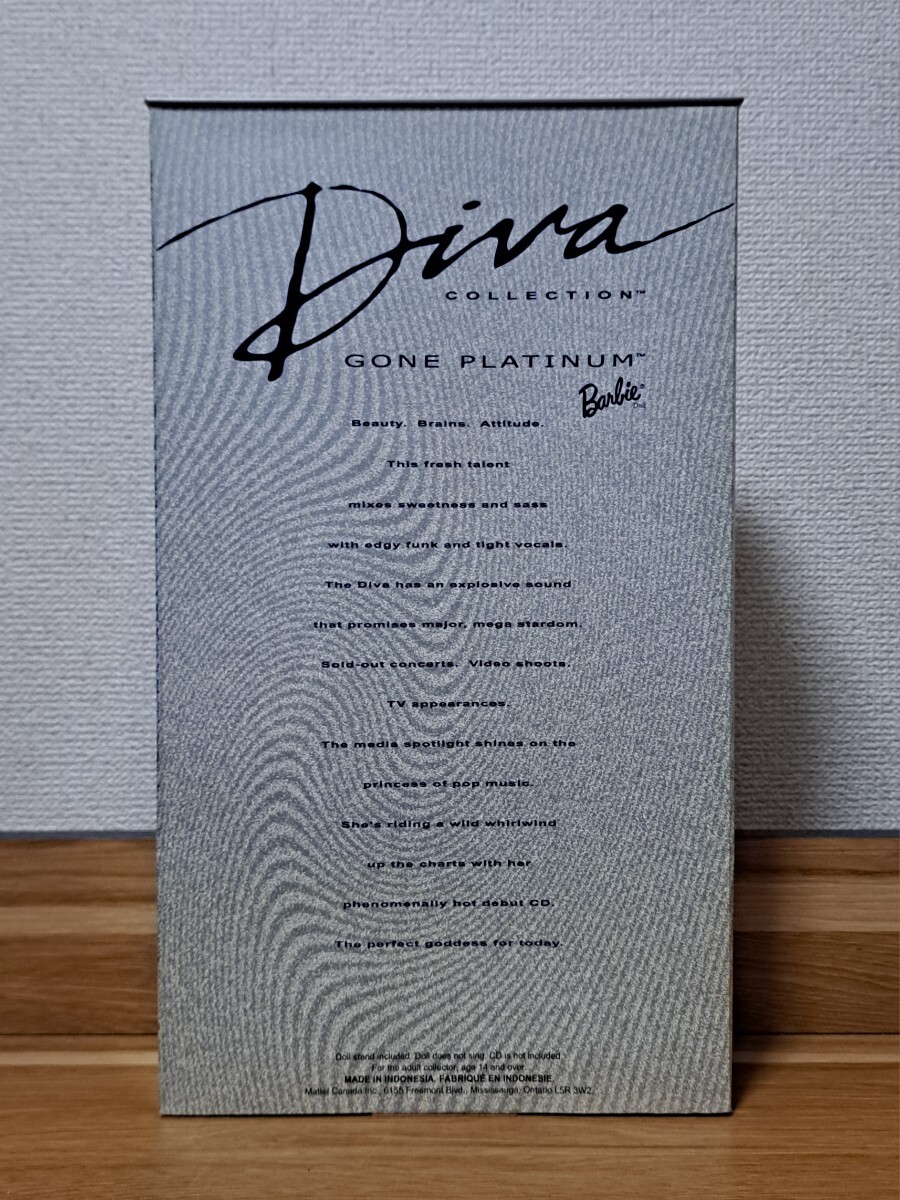 Diva
COLLECTION™
GONE PLATINUM™
Barbie®
Beauty. Brains. Attitude.
This fresh talent
mixes sweetness and sass
with edgy funk and tight vocals.
The Diva has an explosive sound
that promises major, mega stardom.
Sold-out concerts. Video shoots.
TV appearances.
The media spotlight shines on the
princess of pop music.
She's riding a wild whirlwind
up the charts with her
phenomenally hot debut CD.
The perfect goddess for today.
Doll stand included. Doll does not sing. CD is not included.
For the adult collector, age 14 and over.
MADE IN INDONESIA. FABRIQUÉ EN INDONESIE.
Mattel Canada Inc., 6155 Freemont Blvd., Mississauga, Ontario L5R 3W2.